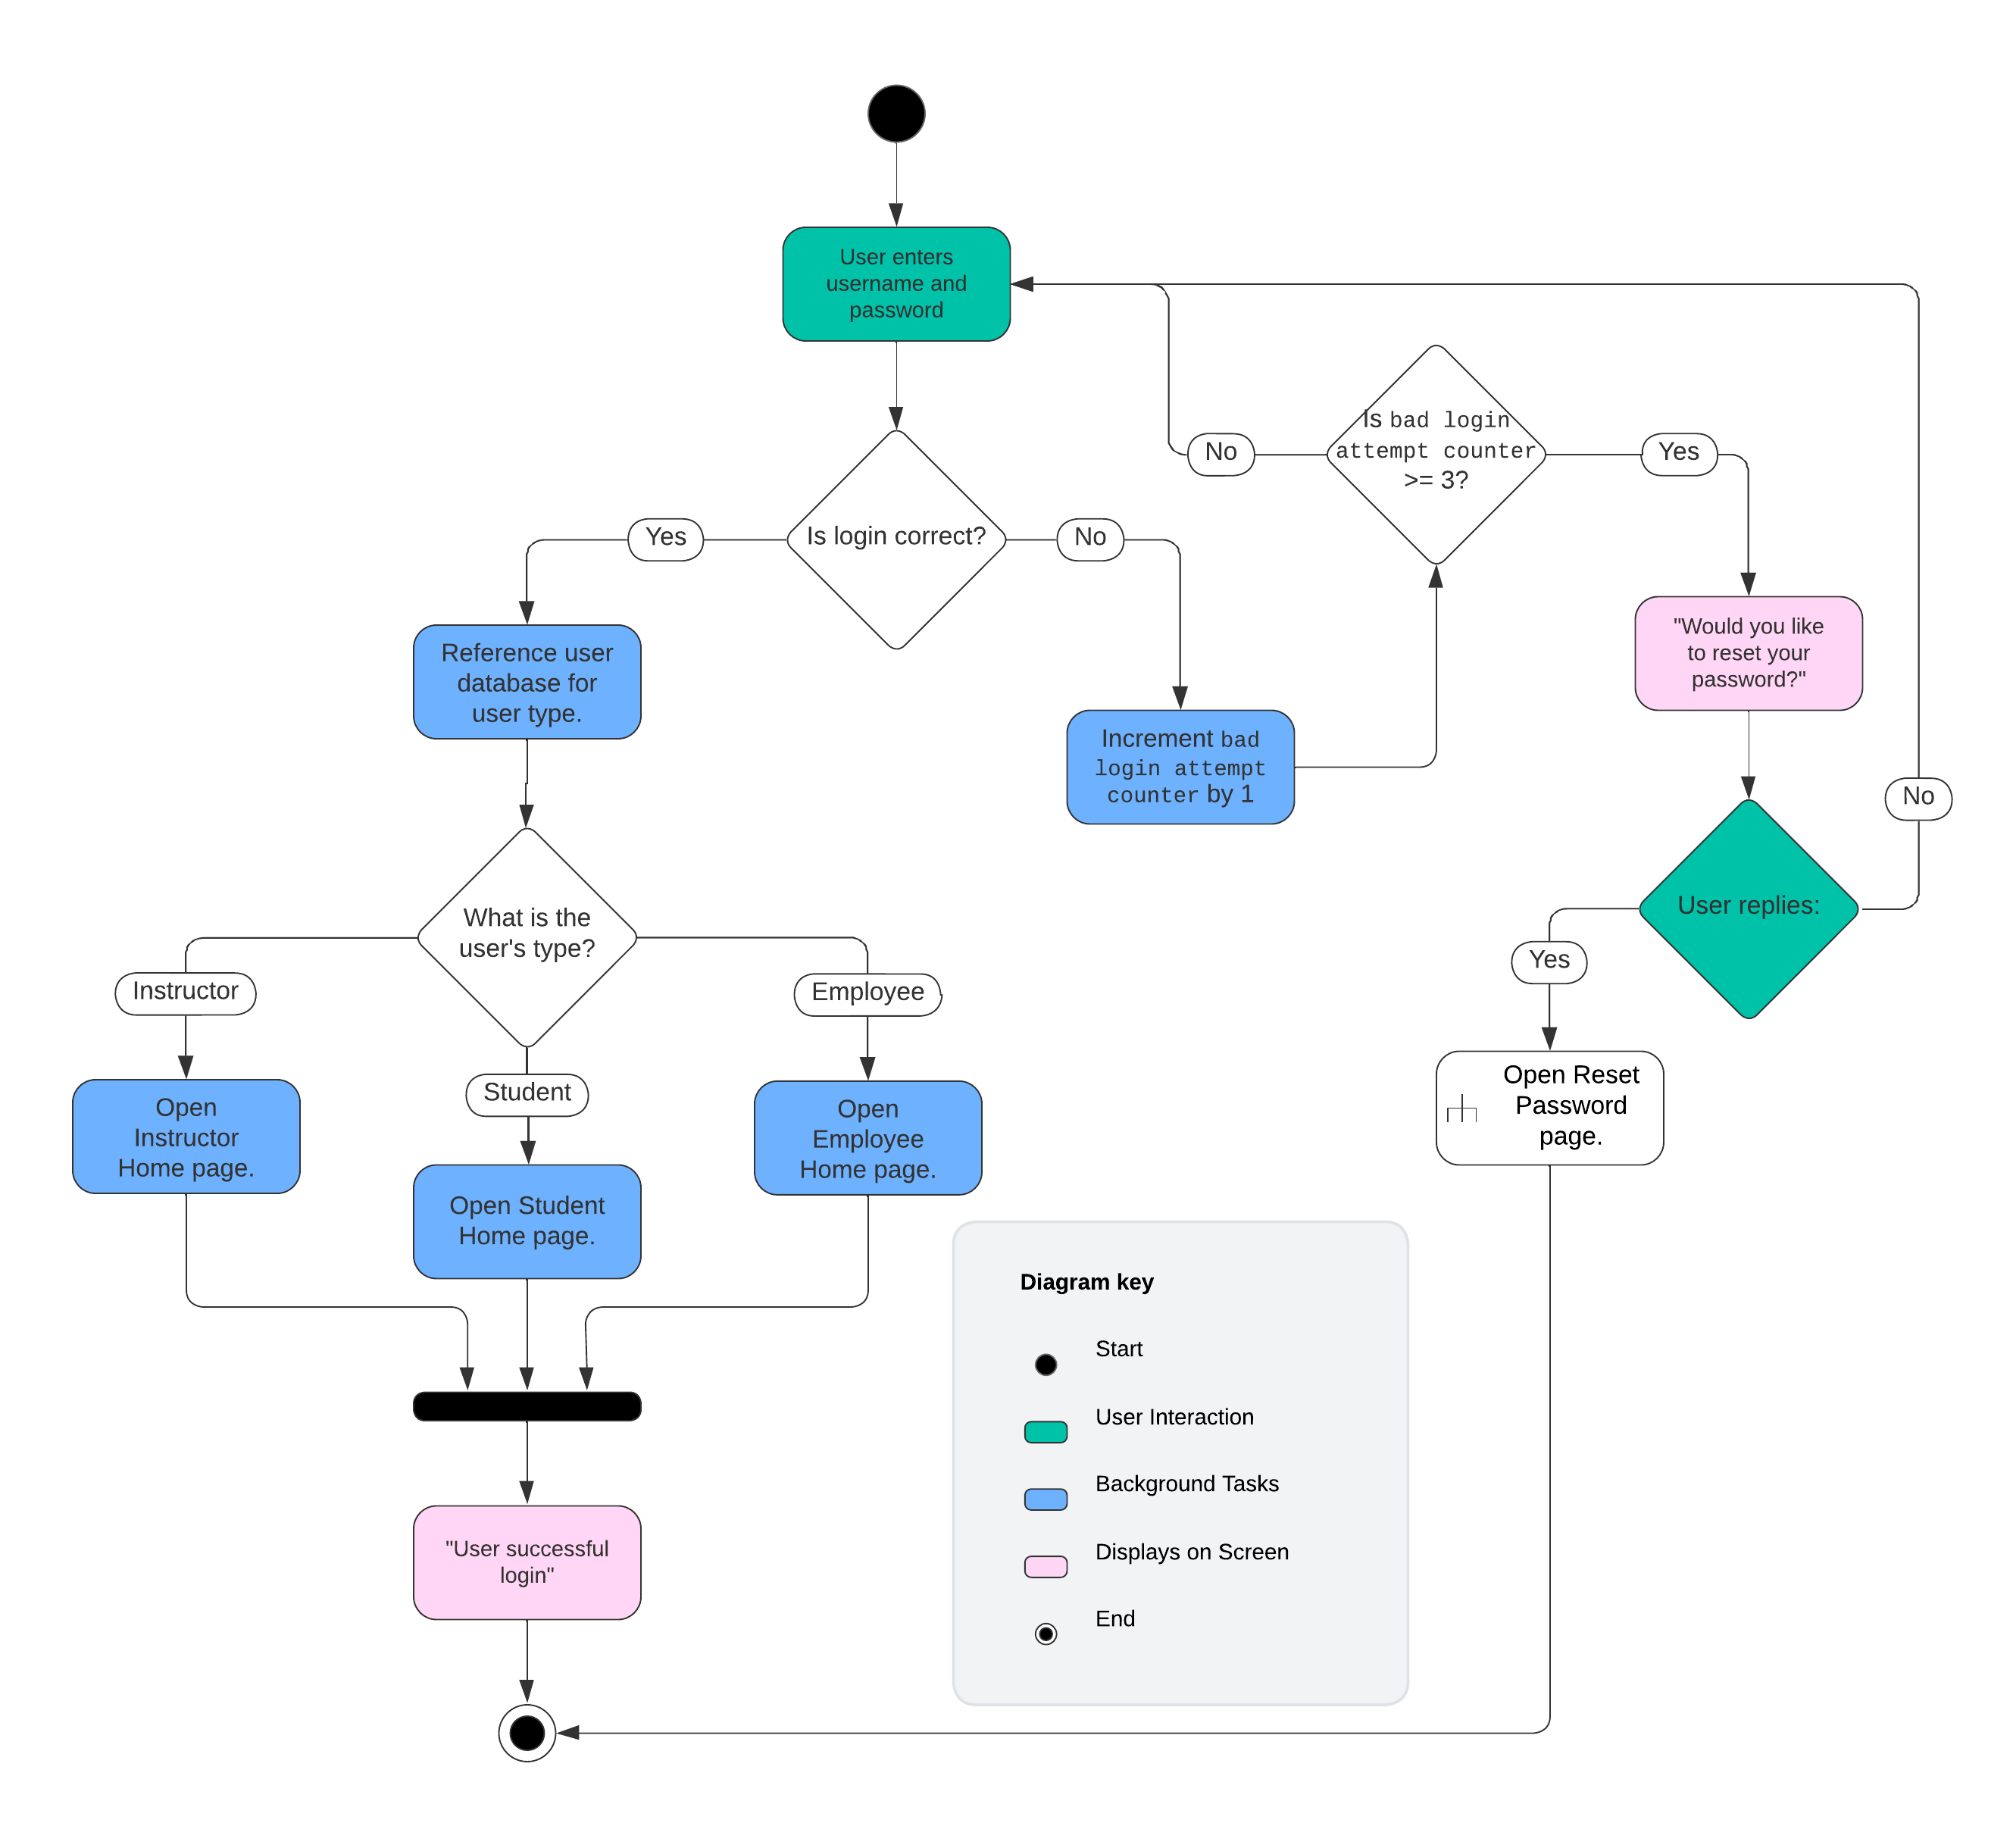 User enters
username and
password
Is bad login
attempt counter
>= 3?
No
Yes
Is login correct?
Yes
No
"Would you like
to reset your
password?"
Reference user
database for
user type.
Increment bad
login attempt
counter by 1
No
User replies:
What is the
user's type?
Yes
Instructor
Employee
Student
Open Reset
Password
page.
Open
Instructor
Home page.
Open
Employee
Home page.
Open Student
Home page.
Diagram key
Start
User Interaction
Background Tasks
Displays on Screen
End
"User successful
login"